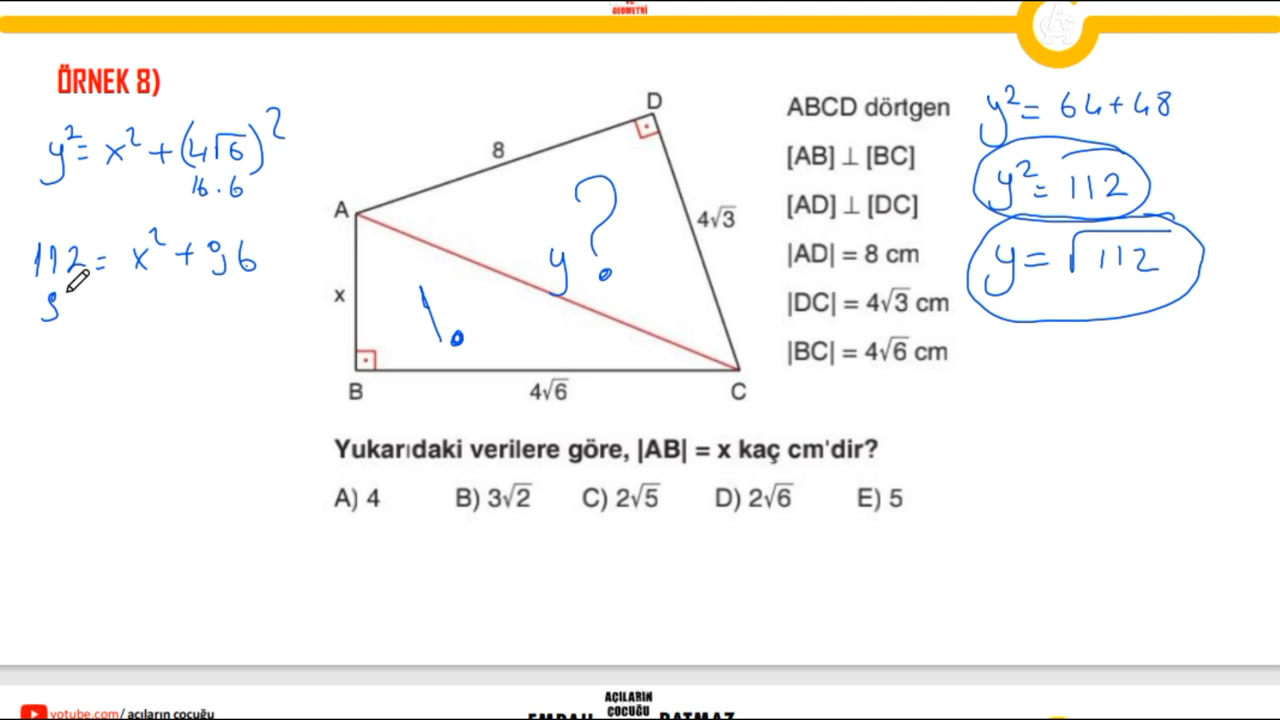 GEOMETRİ
ÖRNEK 8)
y² = x² + (4√6)²
16.6
112 = x² + 96
9
D
8
A
4√3
y
?
x
1.
B
4√6
C
ABCD dörtgen
[AB] ⊥ [BC]
[AD] ⊥ [DC]
|AD| = 8 cm
|DC| = 4√3 cm
|BC| = 4√6 cm
y² = 64+48
y² = 112
y = √112
Yukarıdaki verilere göre, |AB| = x kaç cm'dir?
A) 4 B) 3√2 C) 2√5 D) 2√6 E) 5
yotube.com/ açıların çocuğu
AÇILARIN
ÇOCUĞU